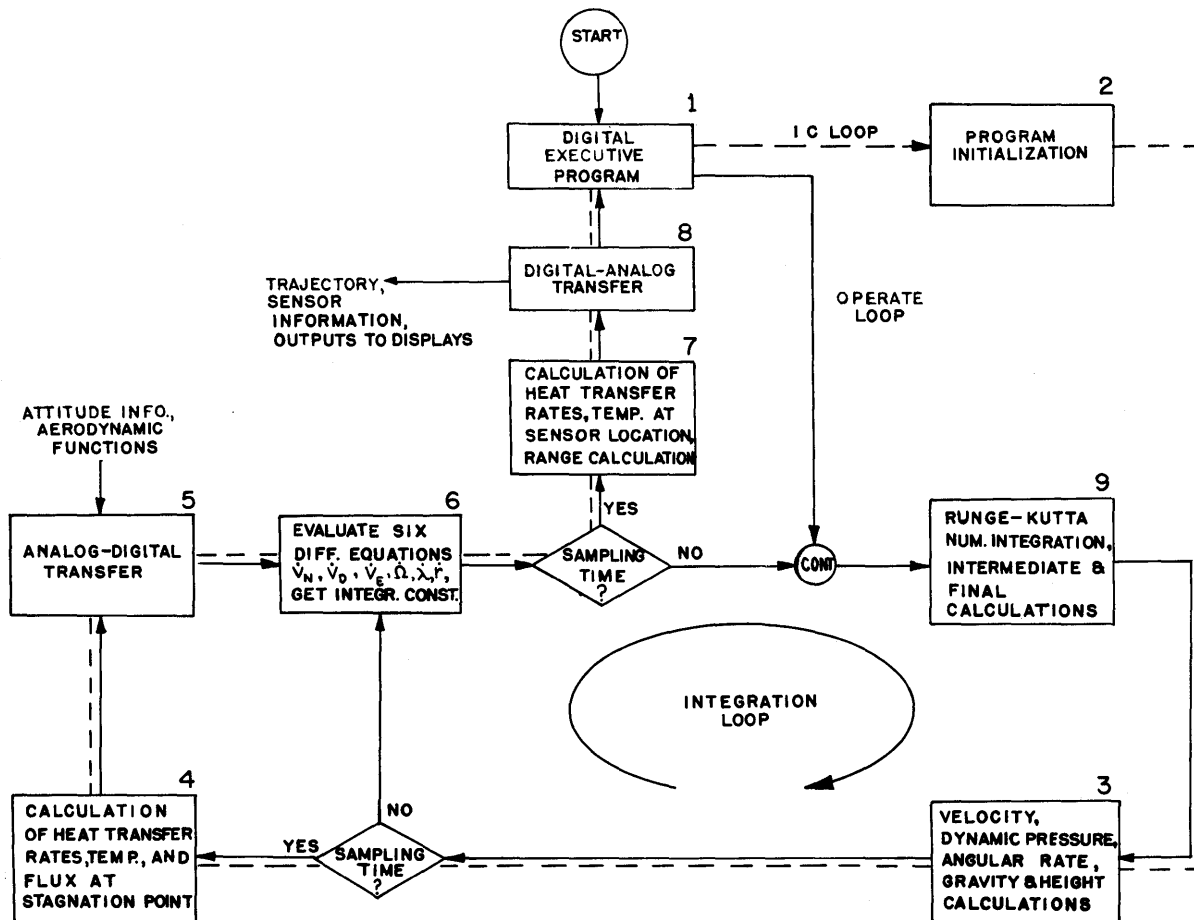 START
1
DIGITAL
EXECUTIVE
PROGRAM
I C LOOP
2
PROGRAM
INITIALIZATION
8
DIGITAL-ANALOG
TRANSFER
TRAJECTORY,
SENSOR
INFORMATION,
OUTPUTS TO DISPLAYS
OPERATE
LOOP
7
CALCULATION OF
HEAT TRANSFER
RATES, TEMP. AT
SENSOR LOCATION,
RANGE CALCULATION
ATTITUDE INFO.,
AERODYNAMIC
FUNCTIONS
5
ANALOG-DIGITAL
TRANSFER
6
EVALUATE SIX
DIFF. EQUATIONS
V̇N, V̇D, V̇E, Ω̇, λ̇, ṙ,
GET INTEGR. CONST.
YES
SAMPLING
TIME
?
NO
CONT
9
RUNGE-KUTTA
NUM. INTEGRATION,
INTERMEDIATE &
FINAL
CALCULATIONS
INTEGRATION
LOOP
4
CALCULATION
OF HEAT TRANSFER
RATES, TEMP., AND
FLUX AT
STAGNATION POINT
YES
NO
SAMPLING
TIME
?
3
VELOCITY,
DYNAMIC PRESSURE,
ANGULAR RATE,
GRAVITY & HEIGHT
CALCULATIONS